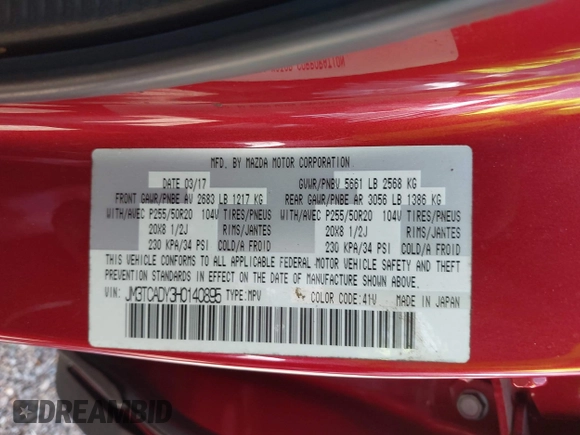 MFD. BY MAZDA MOTOR CORPORATION
DATE 03/17 GVWR/PNBV 5661 LB 2568 KG
FRONT GAWR/PNBE AV 2683 LB 1217 KG REAR GAWR/PNBE AR 3056 LB 1386 KG
WITH/AVEC P255/50R20 104V TIRES/PNEUS WITH/AVEC P255/50R20 104V TIRES/PNEUS
20X8 1/2J RIMS/JANTES 20X8 1/2J RIMS/JANTES
230 KPA/34 PSI COLD/A FROID 230 KPA/34 PSI COLD/A FROID
THIS VEHICLE CONFORMS TO ALL APPLICABLE FEDERAL MOTOR VEHICLE SAFETY AND THEFT
PREVENTION STANDARDS IN EFFECT ON THE DATE OF MANUFACTURE SHOWN ABOVE.
VIN: JM3TCADY3H0140895 TYPE:MPV COLOR CODE:41V MADE IN JAPAN
DREAMBID